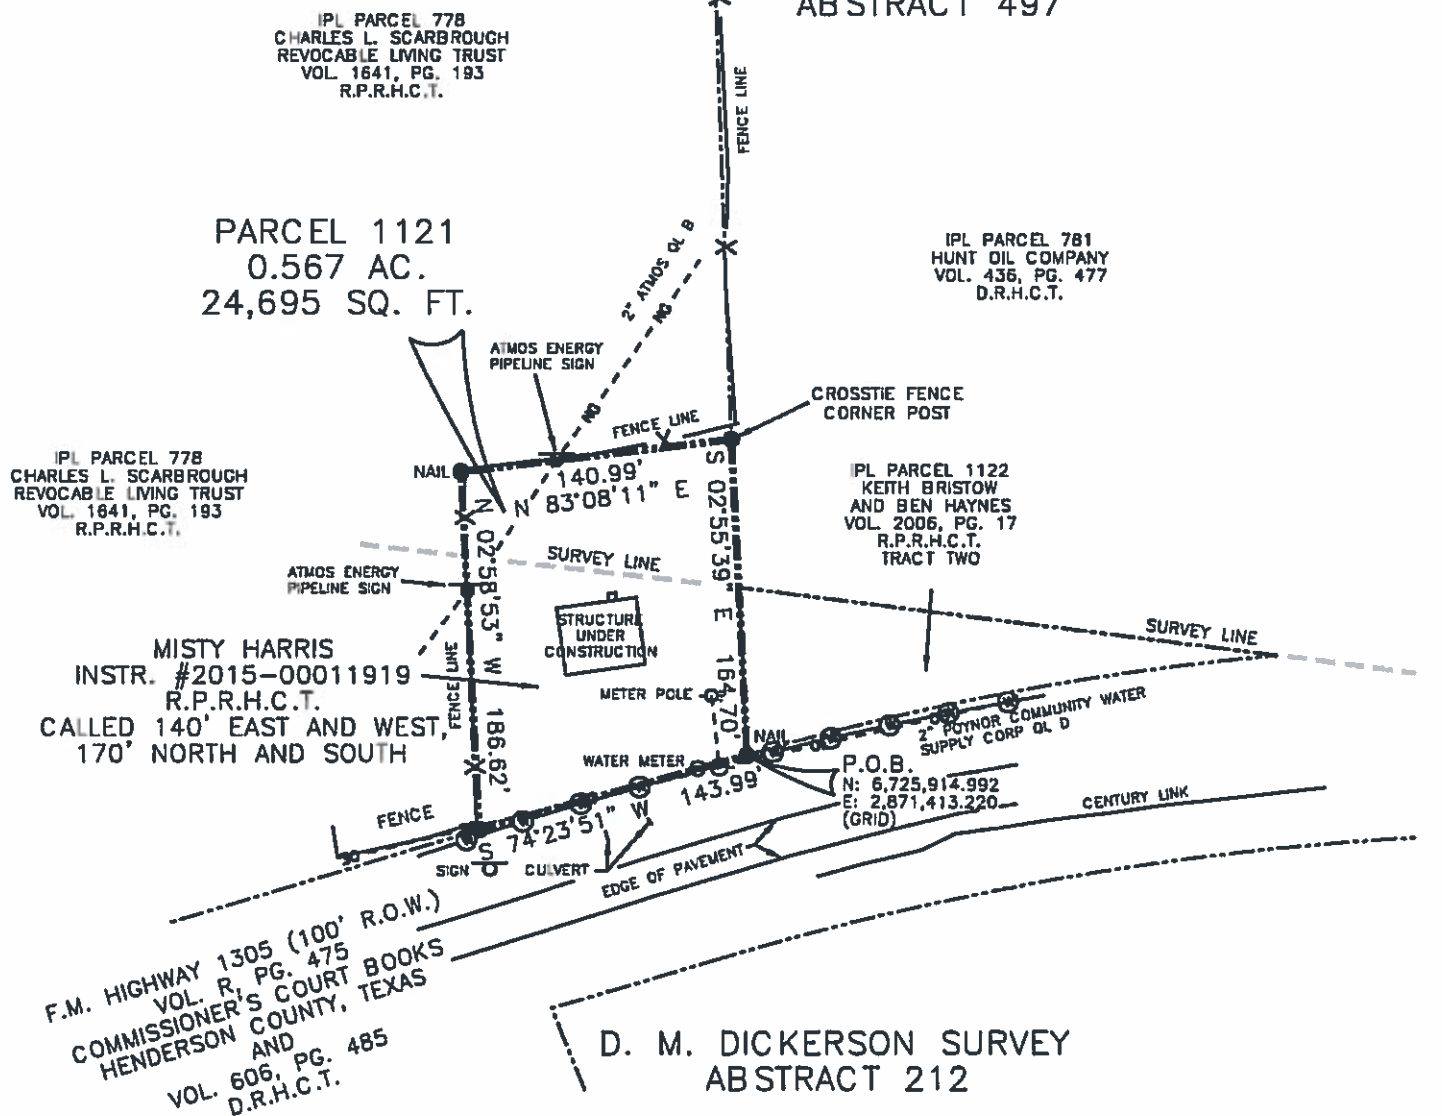 ABSTRACT 497
IPL PARCEL 778
CHARLES L. SCARBROUGH
REVOCABLE LIVING TRUST
VOL. 1641, PG. 193
R.P.R.H.C.T.
FENCE LINE
PARCEL 1121
0.567 AC.
24,695 SQ. FT.
2" ATMOS QL B
NG
NG
IPL PARCEL 781
HUNT OIL COMPANY
VOL. 436, PG. 477
D.R.H.C.T.
ATMOS ENERGY
PIPELINE SIGN
CROSSTIE FENCE
CORNER POST
FENCE LINE
IPL PARCEL 778
CHARLES L. SCARBROUGH
REVOCABLE LIVING TRUST
VOL. 1641, PG. 193
R.P.R.H.C.T.
NAIL
140.99'
N 83°08'11" E
IPL PARCEL 1122
KEITH BRISTOW
AND BEN HAYNES
VOL. 2006, PG. 17
R.P.R.H.C.T.
TRACT TWO
N 02°58'53" W 186.62'
S 02°55'39" E 164.70'
SURVEY LINE
ATMOS ENERGY
PIPELINE SIGN
STRUCTURE
UNDER
CONSTRUCTION
SURVEY LINE
MISTY HARRIS
INSTR. #2015-00011919
R.P.R.H.C.T.
CALLED 140' EAST AND WEST,
170' NORTH AND SOUTH
FENCE LINE
METER POLE
NAIL
2" POYNOR COMMUNITY WATER
SUPPLY CORP QL D
WATER METER
143.99'
S 74°23'51" W
P.O.B.
N: 6,725,914.992
E: 2,871,413.220
(GRID)
CENTURY LINK
FENCE
SIGN
CULVERT
EDGE OF PAVEMENT
F.M. HIGHWAY 1305 (100' R.O.W.)
VOL. R, PG. 475
COMMISSIONER'S COURT BOOKS
HENDERSON COUNTY, TEXAS
AND
VOL. 606, PG. 485
D.R.H.C.T.
D. M. DICKERSON SURVEY
ABSTRACT 212